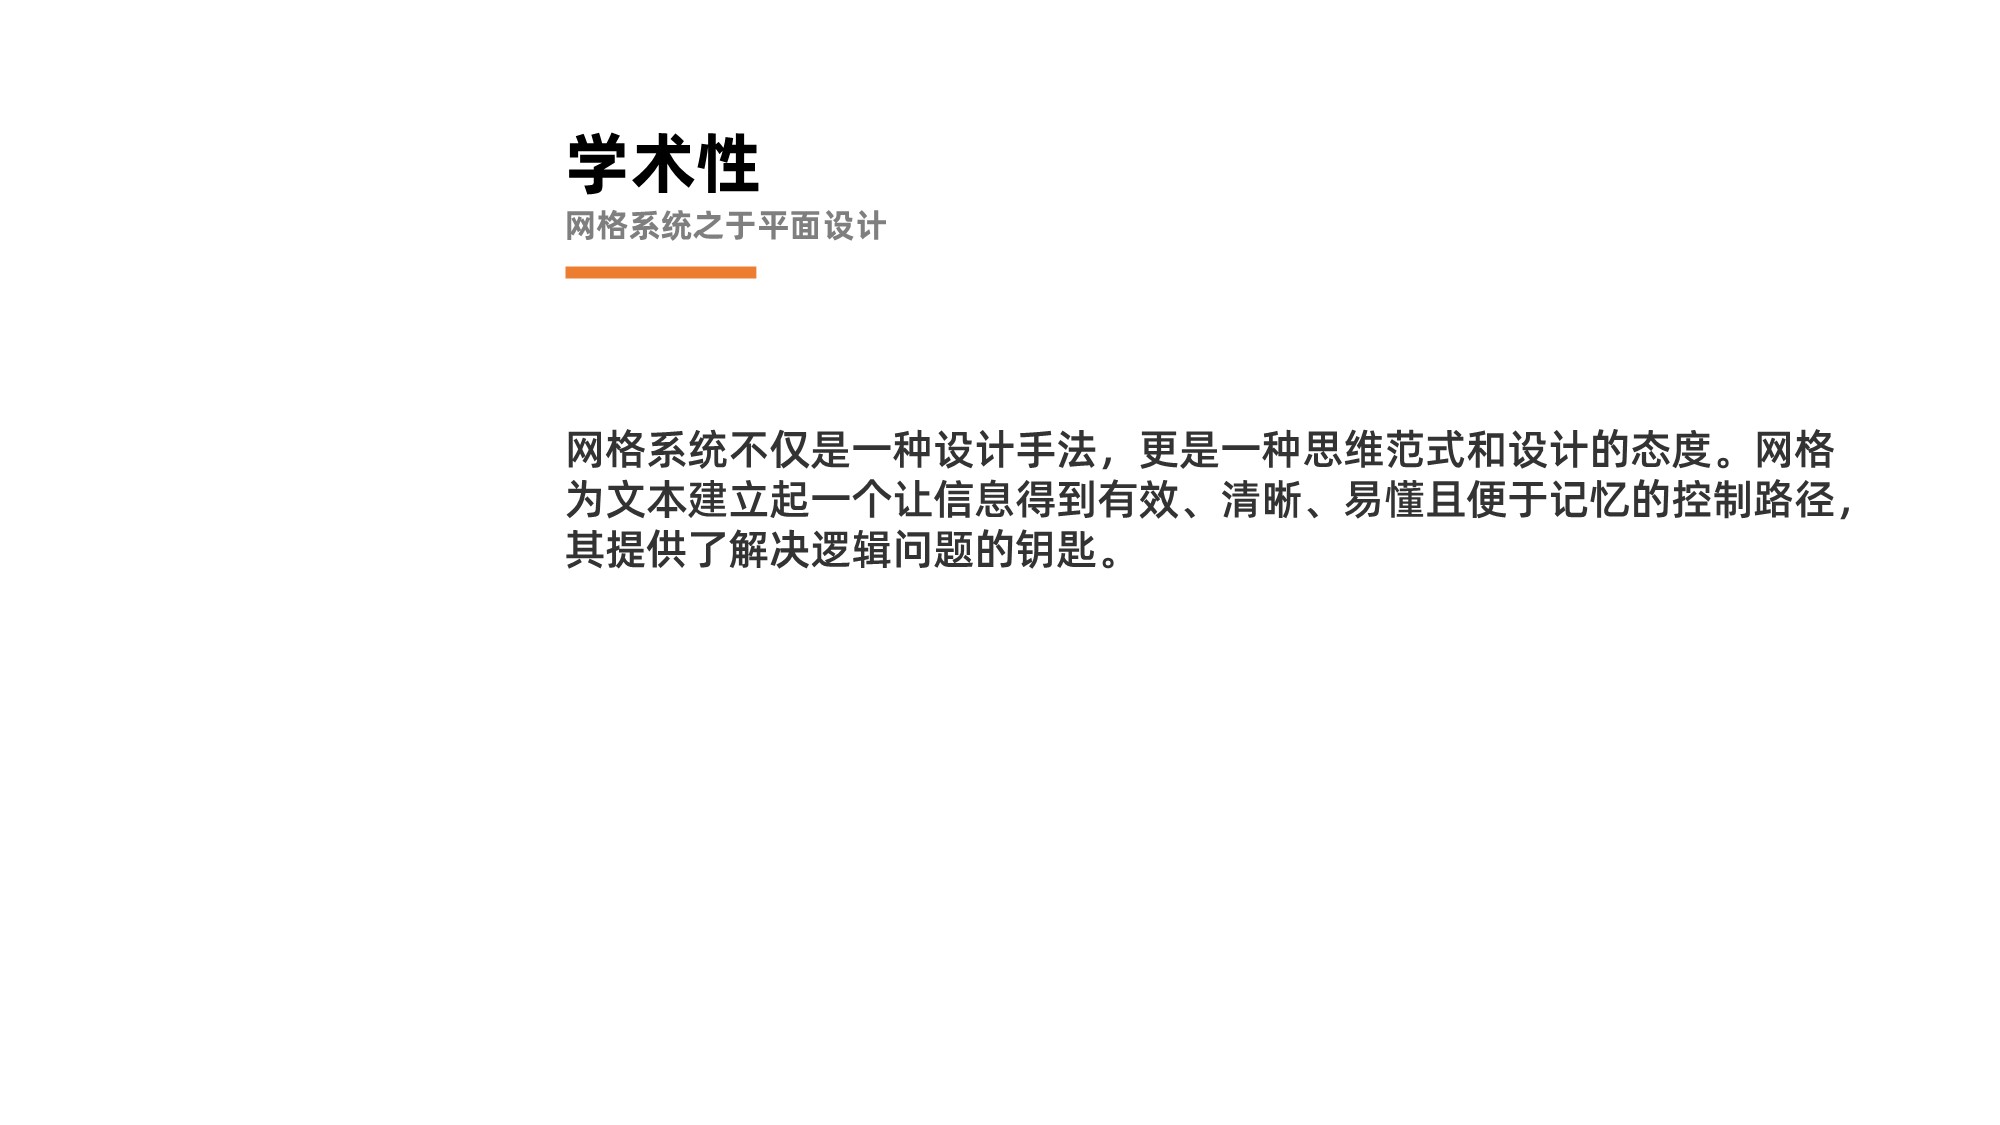 学术性
网格系统之于平面设计
网格系统不仅是一种设计手法，更是一种思维范式和设计的态度。网格
为文本建立起一个让信息得到有效、清晰、易懂且便于记忆的控制路径，
其提供了解决逻辑问题的钥匙。